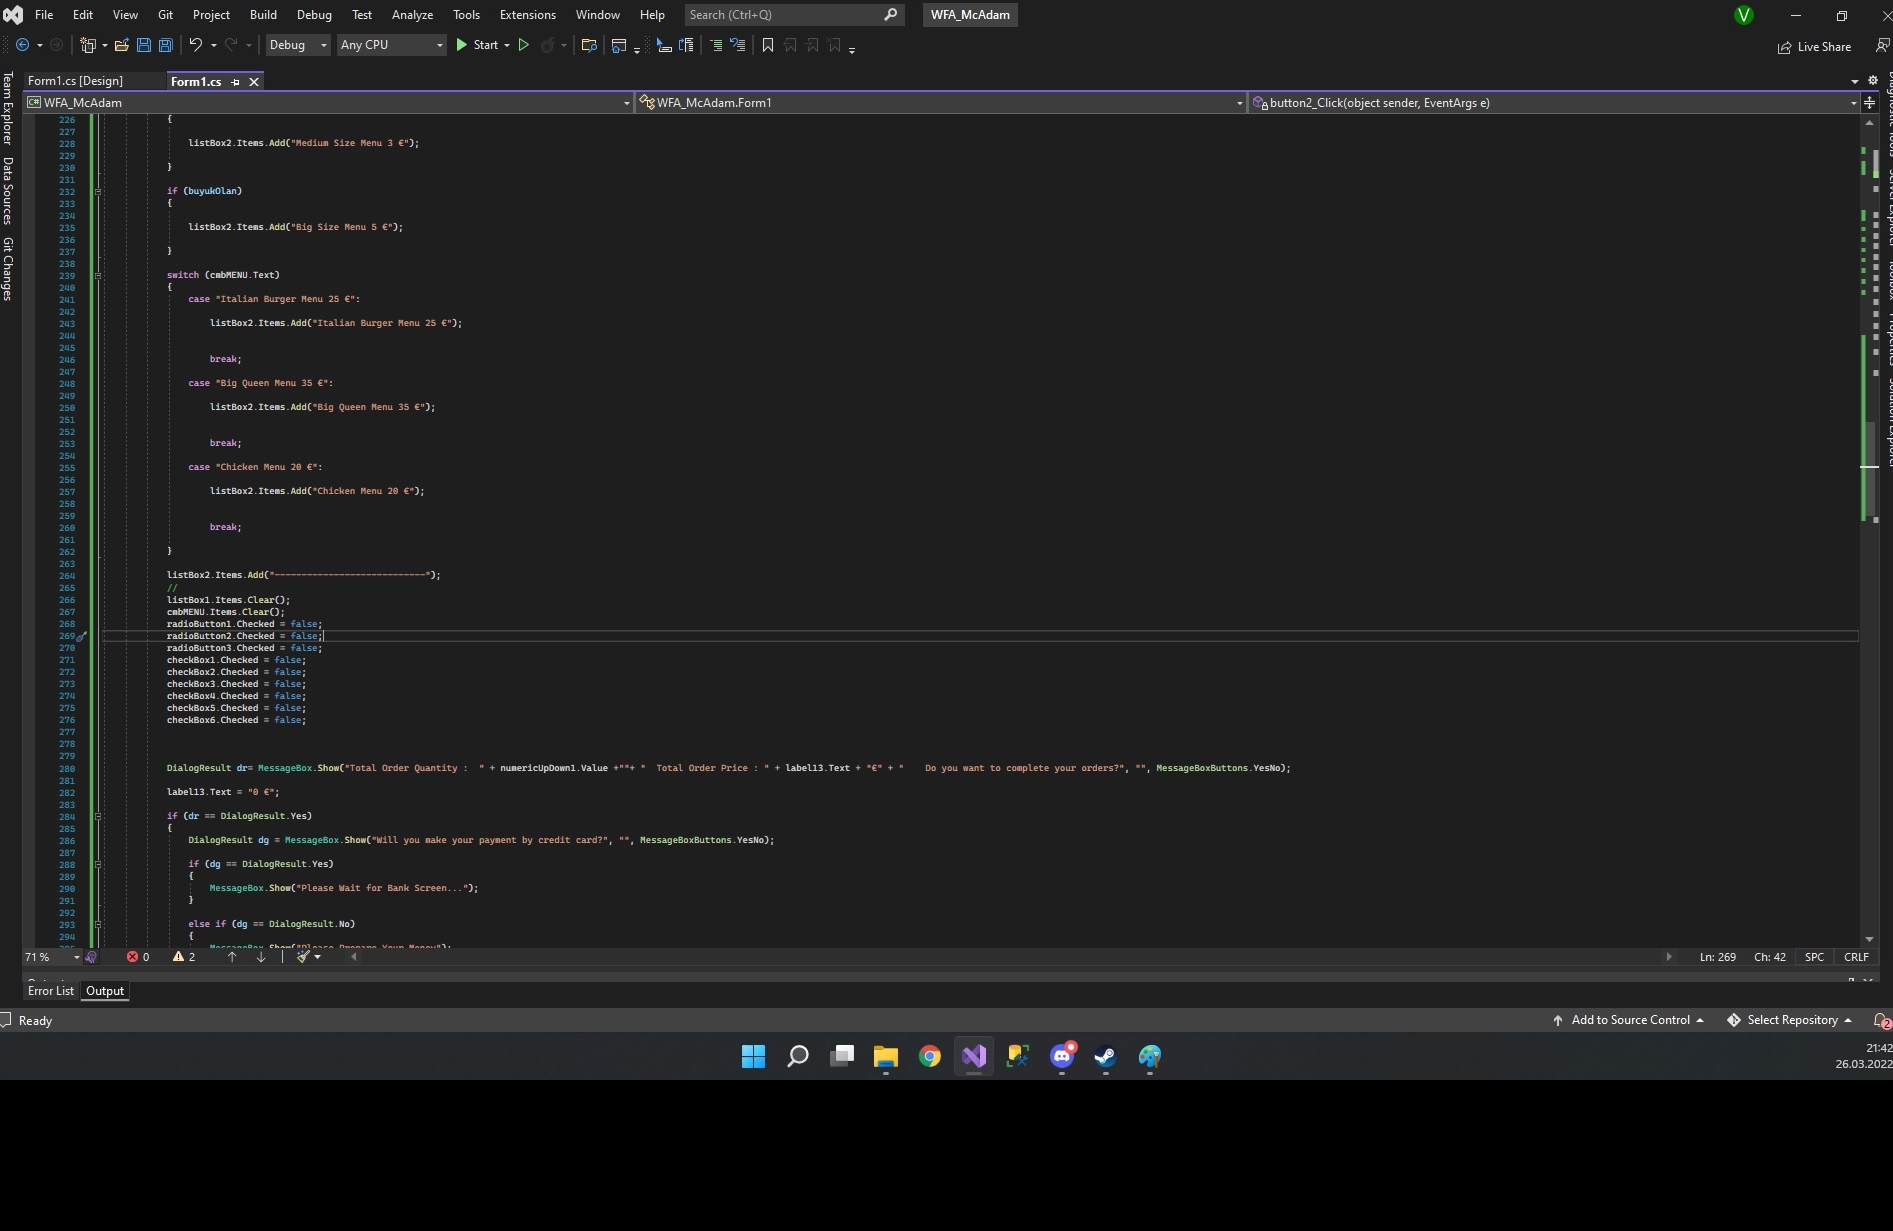 File Edit View Git Project Build Debug Test Analyze Tools Extensions Window Help Search (Ctrl+Q) WFA_McAdam V
Debug Any CPU Start Live Share
Form1.cs [Design] Form1.cs
WFA_McAdam WFA_McAdam.Form1 button2_Click(object sender, EventArgs e)
Team Explorer
Data Sources
Git Changes
226 {
227
228 listBox2.Items.Add("Medium Size Menu 3 €");
229
230 }
231
232 if (buyukOlan)
233 {
234
235 listBox2.Items.Add("Big Size Menu 5 €");
236
237 }
238
239 switch (cmbMENU.Text)
240 {
241 case "Italian Burger Menu 25 €":
242
243 listBox2.Items.Add("Italian Burger Menu 25 €");
244
245
246 break;
247
248 case "Big Queen Menu 35 €":
249
250 listBox2.Items.Add("Big Queen Menu 35 €");
251
252
253 break;
254
255 case "Chicken Menu 20 €":
256
257 listBox2.Items.Add("Chicken Menu 20 €");
258
259
260 break;
261
262 }
263
264 listBox2.Items.Add("----------------------------");
265 //
266 listBox1.Items.Clear();
267 cmbMENU.Items.Clear();
268 radioButton1.Checked = false;
269 radioButton2.Checked = false;
270 radioButton3.Checked = false;
271 checkBox1.Checked = false;
272 checkBox2.Checked = false;
273 checkBox3.Checked = false;
274 checkBox4.Checked = false;
275 checkBox5.Checked = false;
276 checkBox6.Checked = false;
277
278
279
280 DialogResult dr= MessageBox.Show("Total Order Quantity :  " + numericUpDown1.Value +""+ "  Total Order Price : " + label13.Text + "€" + "    Do you want to complete your orders?", "", MessageBoxButtons.YesNo);
281
282 label13.Text = "0 €";
283
284 if (dr == DialogResult.Yes)
285 {
286 DialogResult dg = MessageBox.Show("Will you make your payment by credit card?", "", MessageBoxButtons.YesNo);
287
288 if (dg == DialogResult.Yes)
289 {
290 MessageBox.Show("Please Wait for Bank Screen...");
291 }
292
293 else if (dg == DialogResult.No)
294 {
MessageBox.Show("Please Prepare Your Money");
71 % 0 2 Ln: 269 Ch: 42 SPC CRLF
Error List Output
Ready Add to Source Control Select Repository 2
21:42
26.03.2022